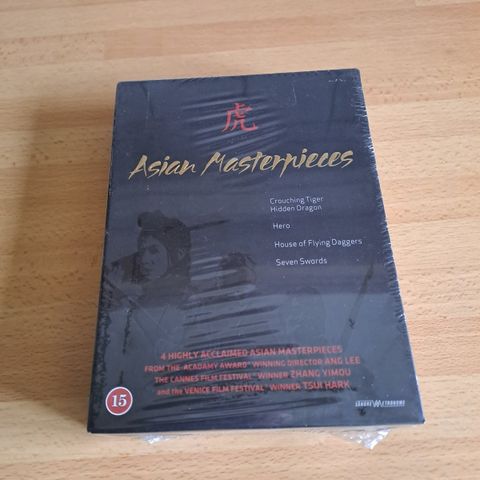 虎
Asian Masterpieces
Crouching Tiger
Hidden Dragon
Hero
House of Flying Daggers
Seven Swords
4 HIGHLY ACCLAIMED ASIAN MASTERPIECES
FROM THE ACADAMY AWARD® WINNING DIRECTOR ANG LEE
THE CANNES FILM FESTIVAL® WINNER ZHANG YIMOU
and the VENICE FILM FESTIVAL® WINNER TSUI HARK
15
SANDREW METRONOME